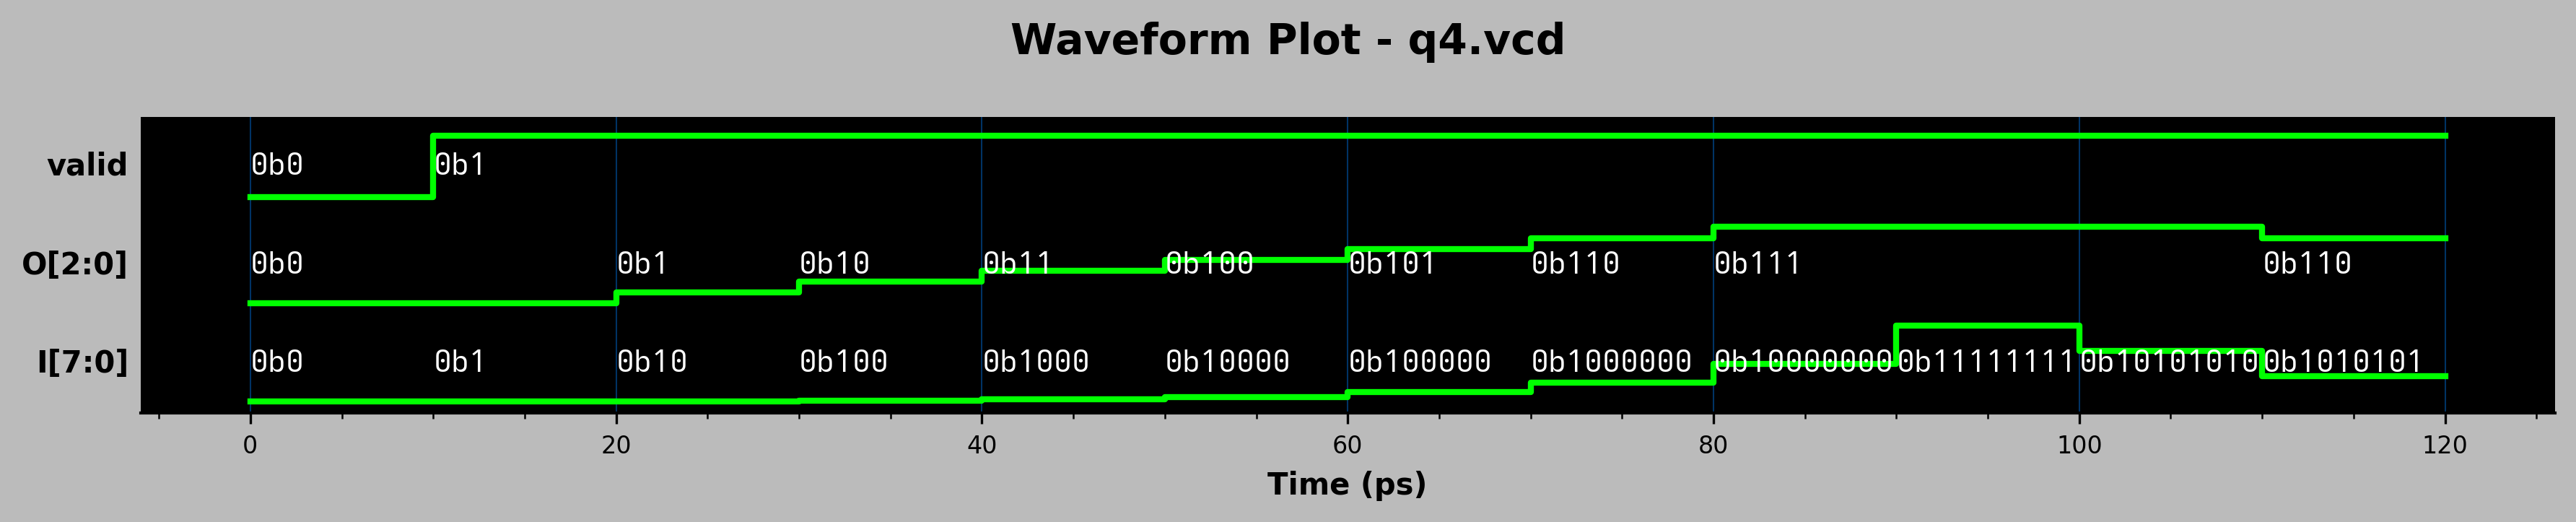 Waveform Plot - q4.vcd
valid 0b0 0b1
O[2:0] 0b0 0b1 0b10 0b11 0b100 0b101 0b110 0b111 0b110
I[7:0] 0b0 0b1 0b10 0b100 0b1000 0b10000 0b100000 0b1000000 0b10000000 0b11111111 0b10101010 0b1010101
0 20 40 60 80 100 120
Time (ps)